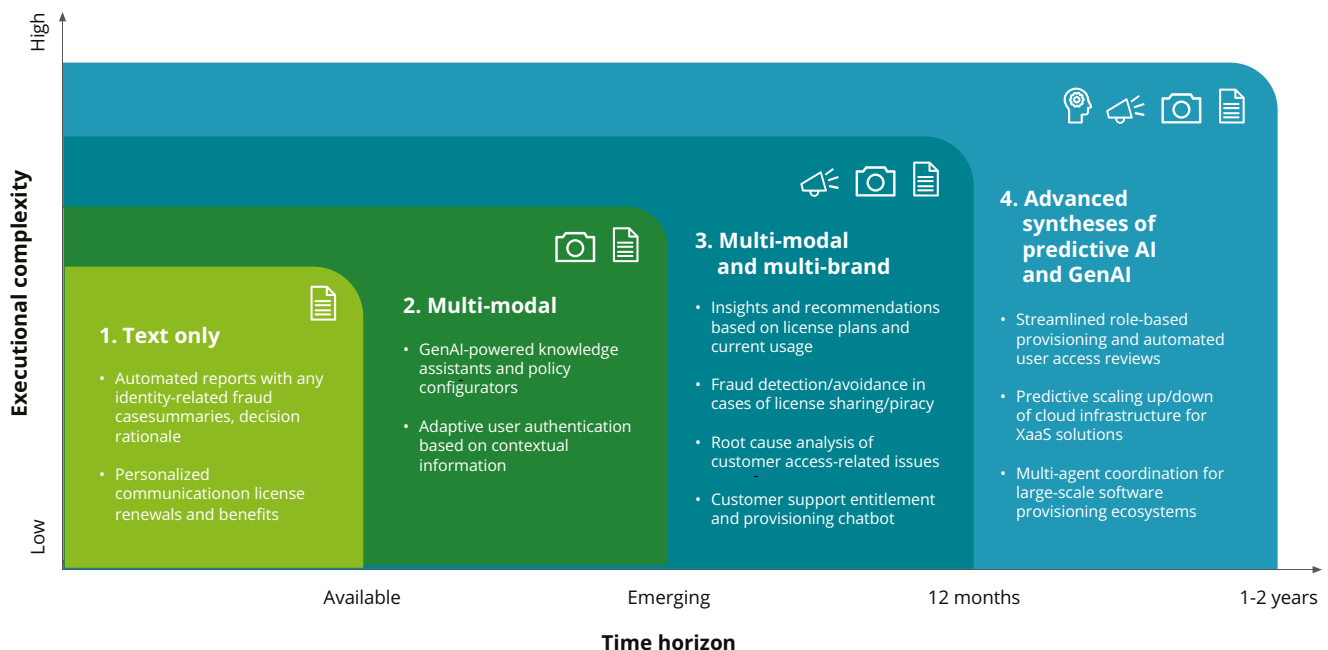 High
Executional complexity
Low
1. Text only
• Automated reports with any
identity-related fraud
casesummaries, decision
rationale
• Personalized
communicationon license
renewals and benefits
2. Multi-modal
• GenAI-powered knowledge
assistants and policy
configurators
• Adaptive user authentication
based on contextual
information
3. Multi-modal
and multi-brand
• Insights and recommendations
based on license plans and
current usage
• Fraud detection/avoidance in
cases of license sharing/piracy
• Root cause analysis of
customer access-related issues
• Customer support entitlement
and provisioning chatbot
4. Advanced
syntheses of
predictive AI
and GenAI
• Streamlined role-based
provisioning and automated
user access reviews
• Predictive scaling up/down
of cloud infrastructure for
XaaS solutions
• Multi-agent coordination for
large-scale software
provisioning ecosystems
Available
Emerging
12 months
1-2 years
Time horizon